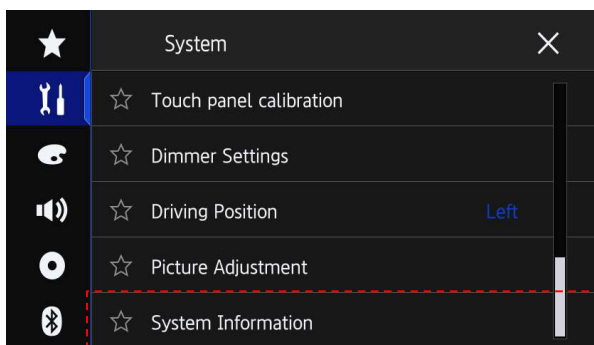 System
Touch panel calibration
Dimmer Settings
Driving Position Left
Picture Adjustment
System Information